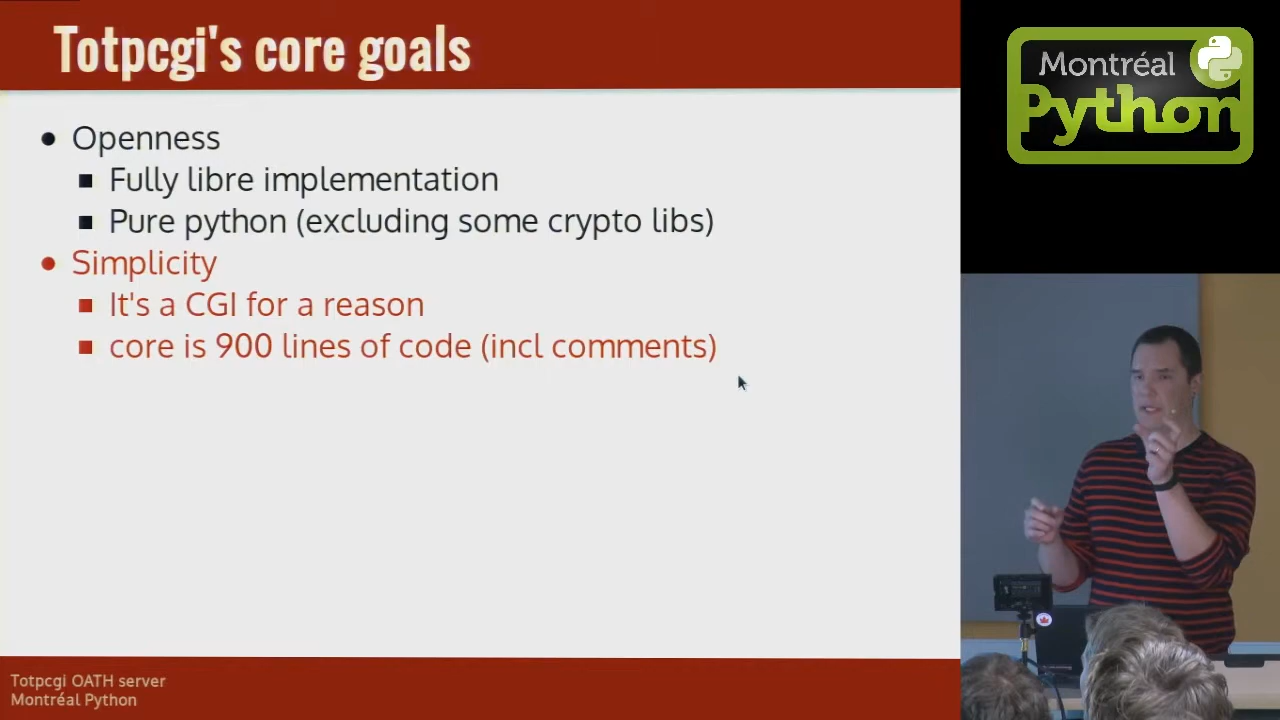 Totpcgi's core goals
Openness
Fully libre implementation
Pure python (excluding some crypto libs)
Simplicity
It's a CGI for a reason
core is 900 lines of code (incl comments)
Totpcgi OATH server
Montréal Python
Montréal
Python